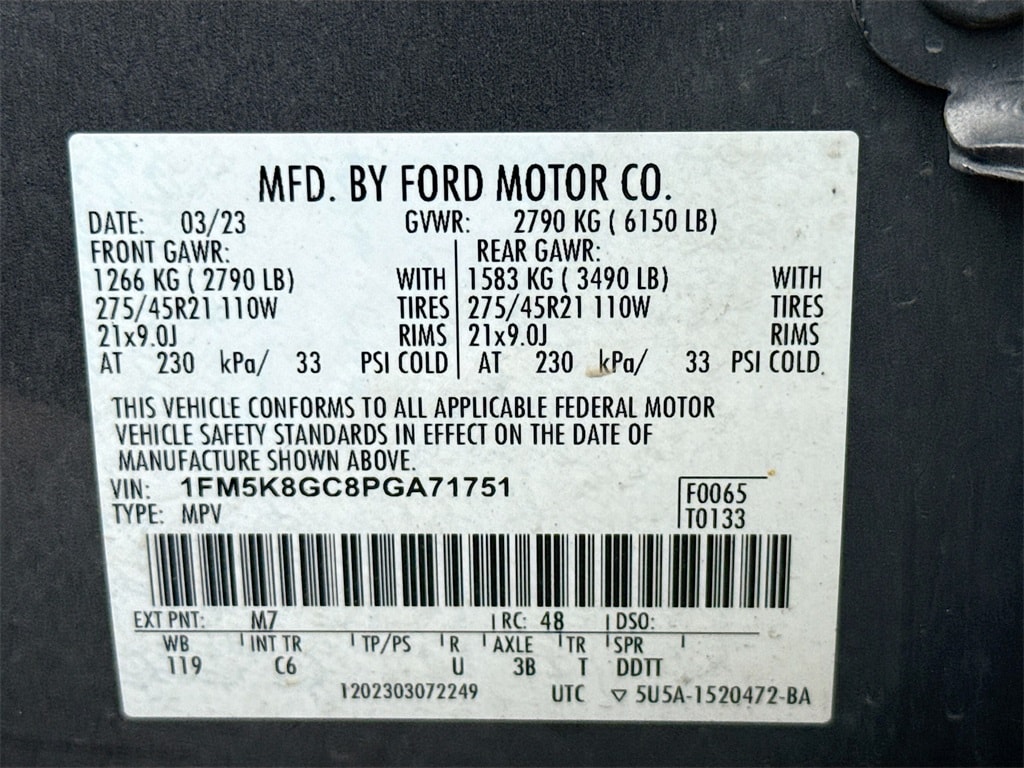 MFD. BY FORD MOTOR CO.
DATE: 03/23 GVWR: 2790 KG ( 6150 LB)
FRONT GAWR: REAR GAWR:
1266 KG ( 2790 LB) WITH 1583 KG ( 3490 LB) WITH
275/45R21 110W TIRES 275/45R21 110W TIRES
21x9.0J RIMS 21x9.0J RIMS
AT 230 kPa/ 33 PSI COLD AT 230 kPa/ 33 PSI COLD
THIS VEHICLE CONFORMS TO ALL APPLICABLE FEDERAL MOTOR
VEHICLE SAFETY STANDARDS IN EFFECT ON THE DATE OF
MANUFACTURE SHOWN ABOVE.
VIN: 1FM5K8GC8PGA71751 F0065
TYPE: MPV T0133
EXT PNT: M7 RC: 48 DSO:
WB INT TR TP/PS R AXLE TR SPR
119 C6 U 3B T DDTT
1202303072249 UTC ▽ 5U5A-1520472-BA